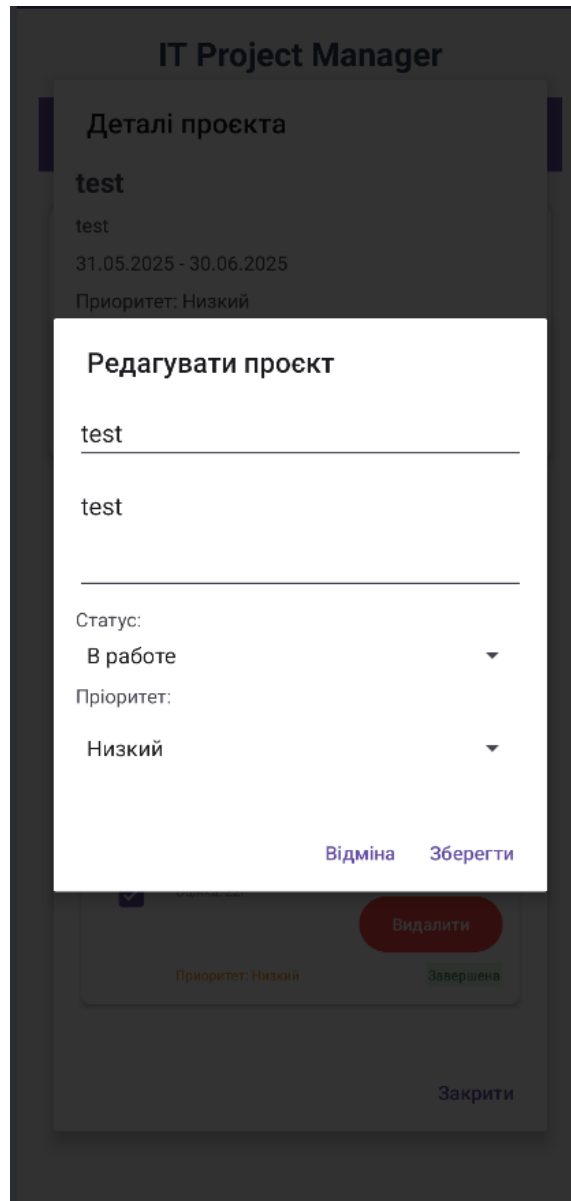 IT Project Manager
Деталі проєкта
test
test
31.05.2025 - 30.06.2025
Приоритет: Низкий
Редагувати проєкт
test
test
Статус:
В работе
Пріоритет:
Низкий
Відміна Зберегти
Видалити
Приоритет: Низкий Завершена
Закрити